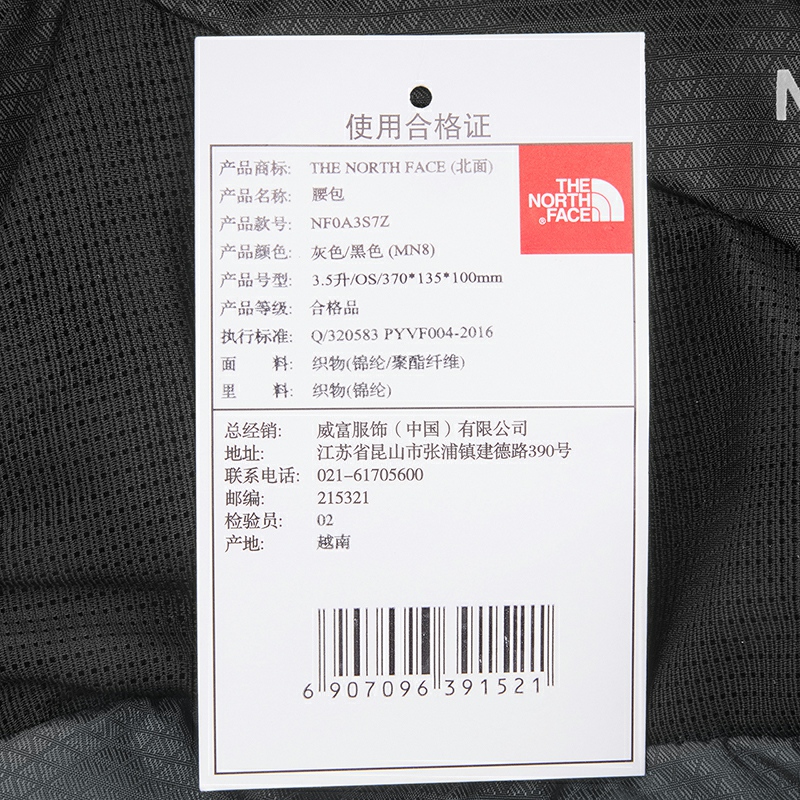 使用合格证
产品商标: THE NORTH FACE (北面)
产品名称: 腰包
产品款号: NF0A3S7Z
产品颜色: 灰色/黑色 (MN8)
产品号型: 3.5升/OS/370*135*100mm
产品等级: 合格品
执行标准: Q/320583 PYVF004-2016
面 料: 织物(锦纶/聚酯纤维)
里 料: 织物(锦纶)
THE
NORTH
®FACE
总经销: 威富服饰(中国)有限公司
地址: 江苏省昆山市张浦镇建德路390号
联系电话: 021-61705600
邮编: 215321
检验员: 02
产地: 越南
6 907096 391521
N